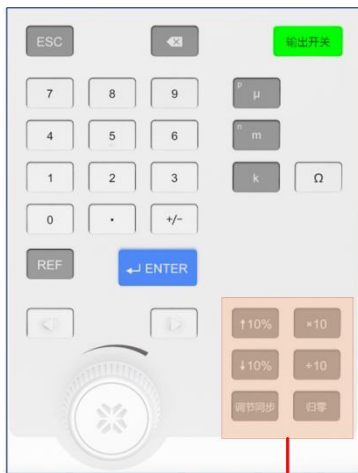 ESC 输出开关
7 8 9 p μ
4 5 6 n m
1 2 3 k Ω
0 · +/-
REF ↵ ENTER
↑10% ×10
↓10% ÷10
调节同步 归零